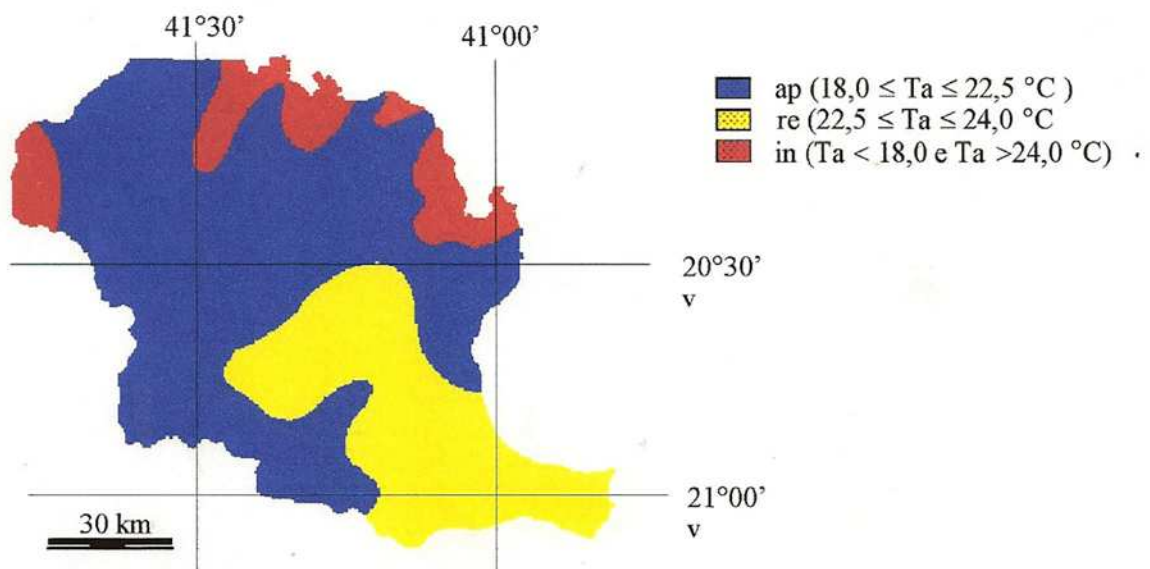 41°30’
41°00’
ap (18,0 ≤ Ta ≤ 22,5 °C )
re (22,5 ≤ Ta ≤ 24,0 °C
in (Ta < 18,0 e Ta >24,0 °C)
20°30’
v
21°00’
v
30 km